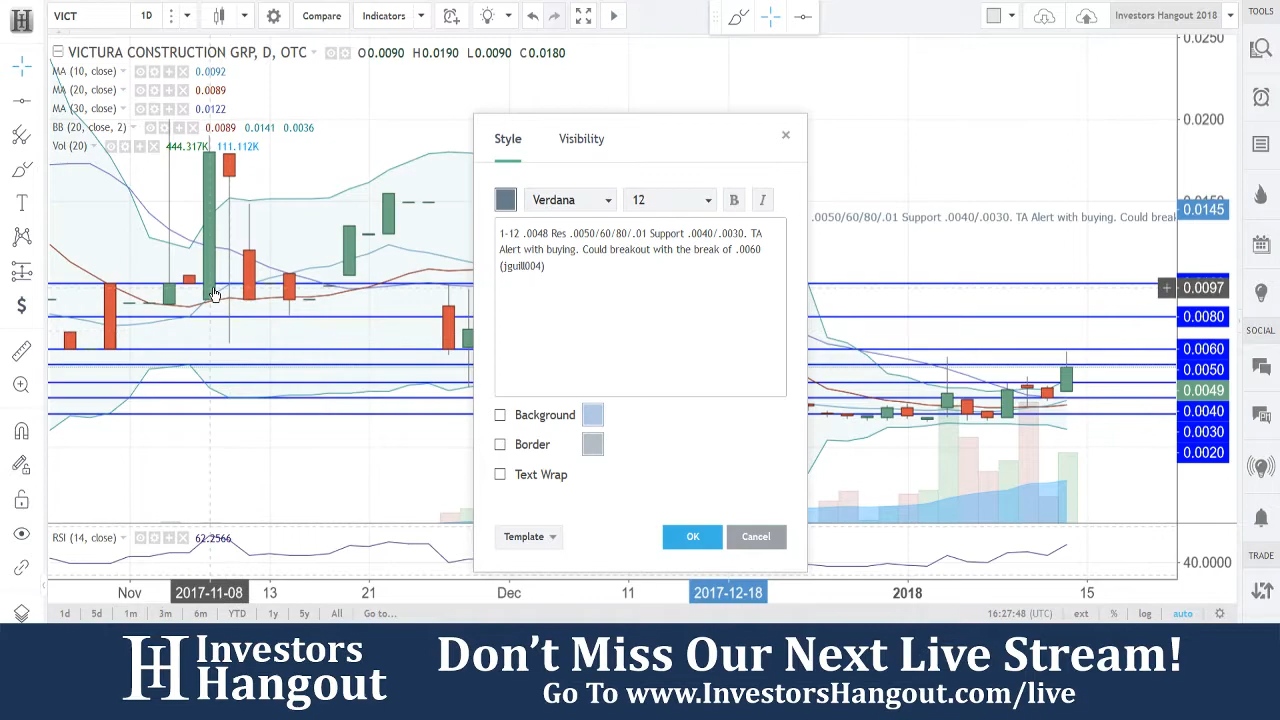 VICT
1D
Compare
Indicators
Investors Hangout 2018
TOOLS
VICTURA CONSTRUCTION GRP, D, OTC
O0.0090 H0.0190 L0.0090 C0.0180
MA (10, close) 0.0092
MA (20, close) 0.0089
MA (30, close) 0.0122
BB (20, close, 2) 0.0089 0.0141 0.0036
Vol (20) 444.317K 111.112K
Style
Visibility
×
Verdana
12
B
I
1-12 .0048 Res .0050/60/80/.01 Support .0040/.0030. TA
Alert with buying. Could breakout with the break of .0060
(jguill004)
Background
Border
Text Wrap
Template
OK
Cancel
.0050/60/80/.01 Support .0040/.0030. TA Alert with buying. Could break
0.0250
0.0200
0.0145
0.0097
0.0080
0.0060
0.0050
0.0049
0.0040
0.0030
0.0020
SOCIAL
TRADE
RSI (14, close) 62.2566
40.0000
Nov
2017-11-08
13
21
Dec
11
2017-12-18
2018
15
1d 5d 1m 3m 6m YTD 1y 5y All Go to...
16:27:48 (UTC) ext % log auto
Investors
Hangout
Don't Miss Our Next Live Stream!
Go To www.InvestorsHangout.com/live